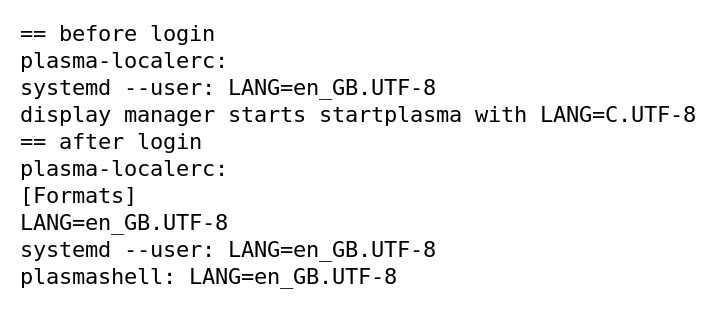 == before login
plasma-localerc:
systemd --user: LANG=en_GB.UTF-8
display manager starts startplasma with LANG=C.UTF-8
== after login
plasma-localerc:
[Formats]
LANG=en_GB.UTF-8
systemd --user: LANG=en_GB.UTF-8
plasmashell: LANG=en_GB.UTF-8